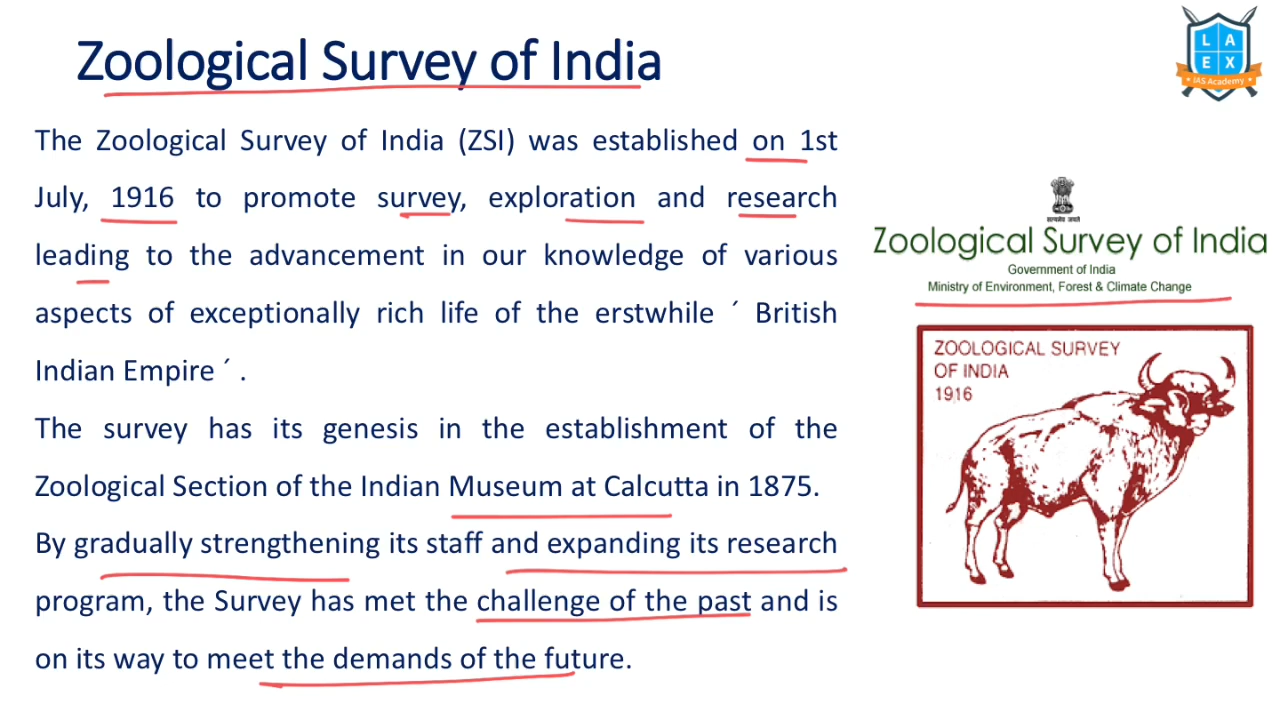 Zoological Survey of India
L A
E X
IAS Academy
The Zoological Survey of India (ZSI) was established on 1st
July, 1916 to promote survey, exploration and research
leading to the advancement in our knowledge of various
aspects of exceptionally rich life of the erstwhile ´ British
Indian Empire ´ .
The survey has its genesis in the establishment of the
Zoological Section of the Indian Museum at Calcutta in 1875.
By gradually strengthening its staff and expanding its research
program, the Survey has met the challenge of the past and is
on its way to meet the demands of the future.
सत्यमेव जयते
Zoological Survey of India
Government of India
Ministry of Environment, Forest & Climate Change
ZOOLOGICAL SURVEY
OF INDIA
1916